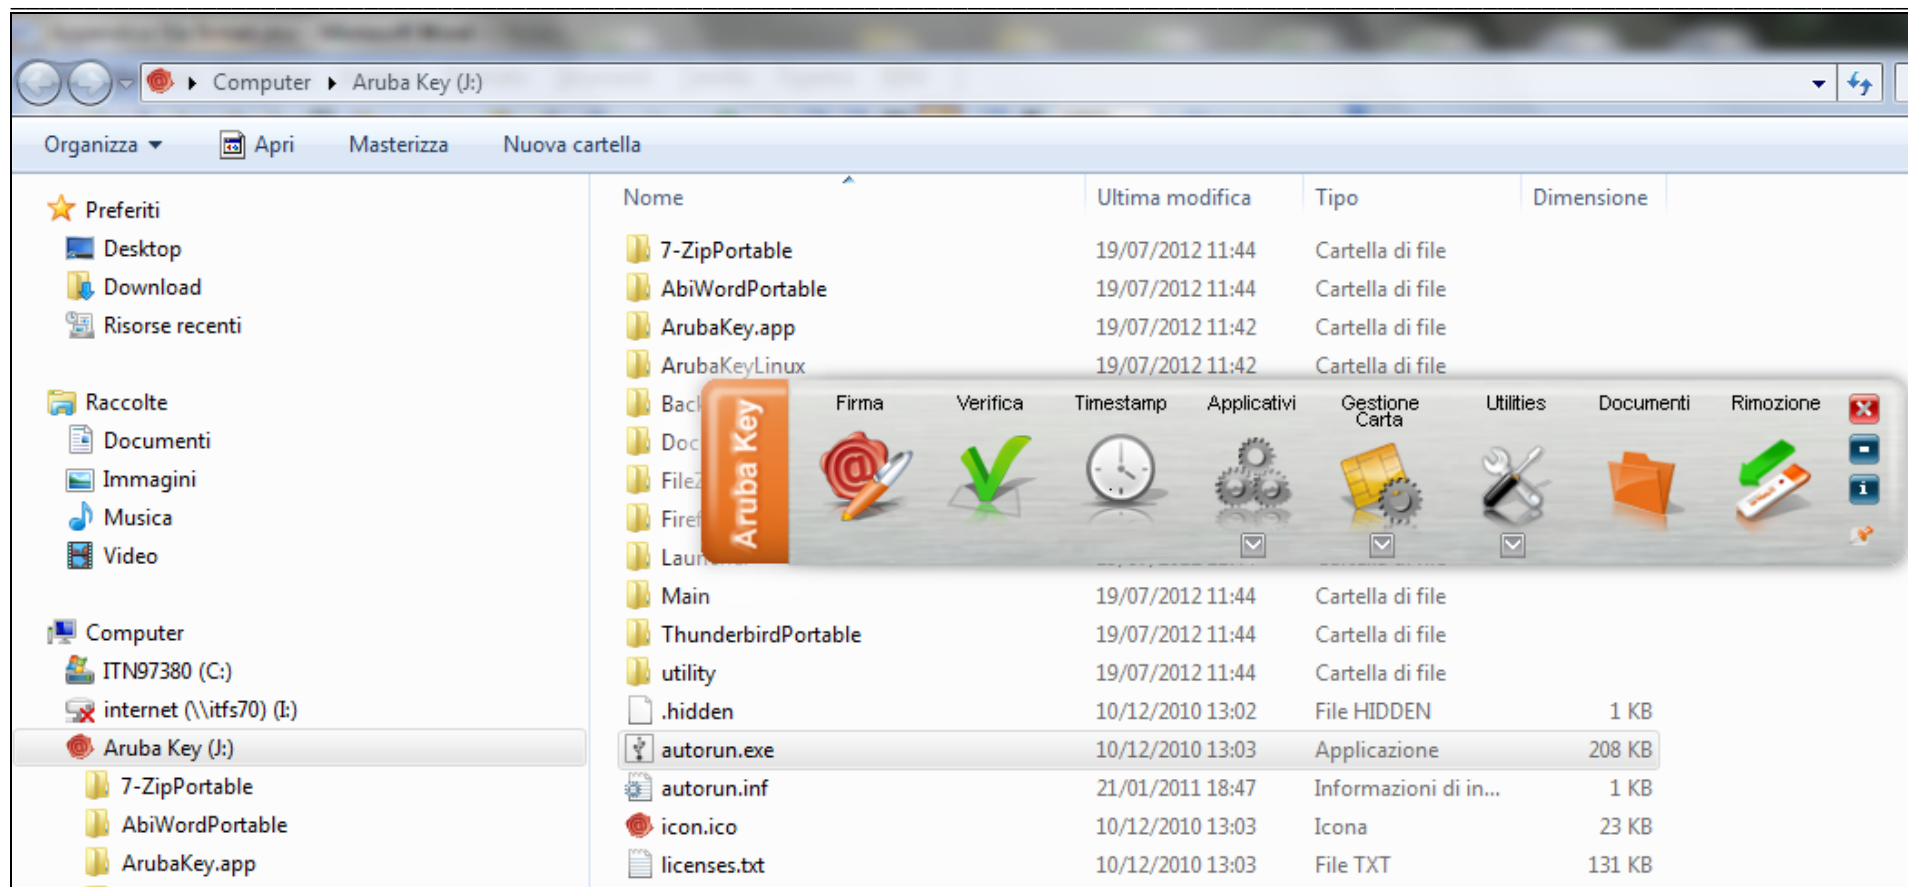 Computer Aruba Key (J:)
Organizza Apri Masterizza Nuova cartella
Preferiti
Desktop
Download
Risorse recenti
Raccolte
Documenti
Immagini
Musica
Video
Computer
ITN97380 (C:)
internet (\\itfs70) (I:)
Aruba Key (J:)
7-ZipPortable
AbiWordPortable
ArubaKey.app
Nome Ultima modifica Tipo Dimensione
7-ZipPortable 19/07/2012 11:44 Cartella di file
AbiWordPortable 19/07/2012 11:44 Cartella di file
ArubaKey.app 19/07/2012 11:42 Cartella di file
ArubaKeyLinux 19/07/2012 11:42 Cartella di file
Back
Doc
File
Firef
Laun
Main 19/07/2012 11:44 Cartella di file
ThunderbirdPortable 19/07/2012 11:44 Cartella di file
utility 19/07/2012 11:44 Cartella di file
.hidden 10/12/2010 13:02 File HIDDEN 1 KB
autorun.exe 10/12/2010 13:03 Applicazione 208 KB
autorun.inf 21/01/2011 18:47 Informazioni di in... 1 KB
icon.ico 10/12/2010 13:03 Icona 23 KB
licenses.txt 10/12/2010 13:03 File TXT 131 KB
Aruba Key
Firma Verifica Timestamp Applicativi Gestione Utilities Documenti Rimozione
Carta